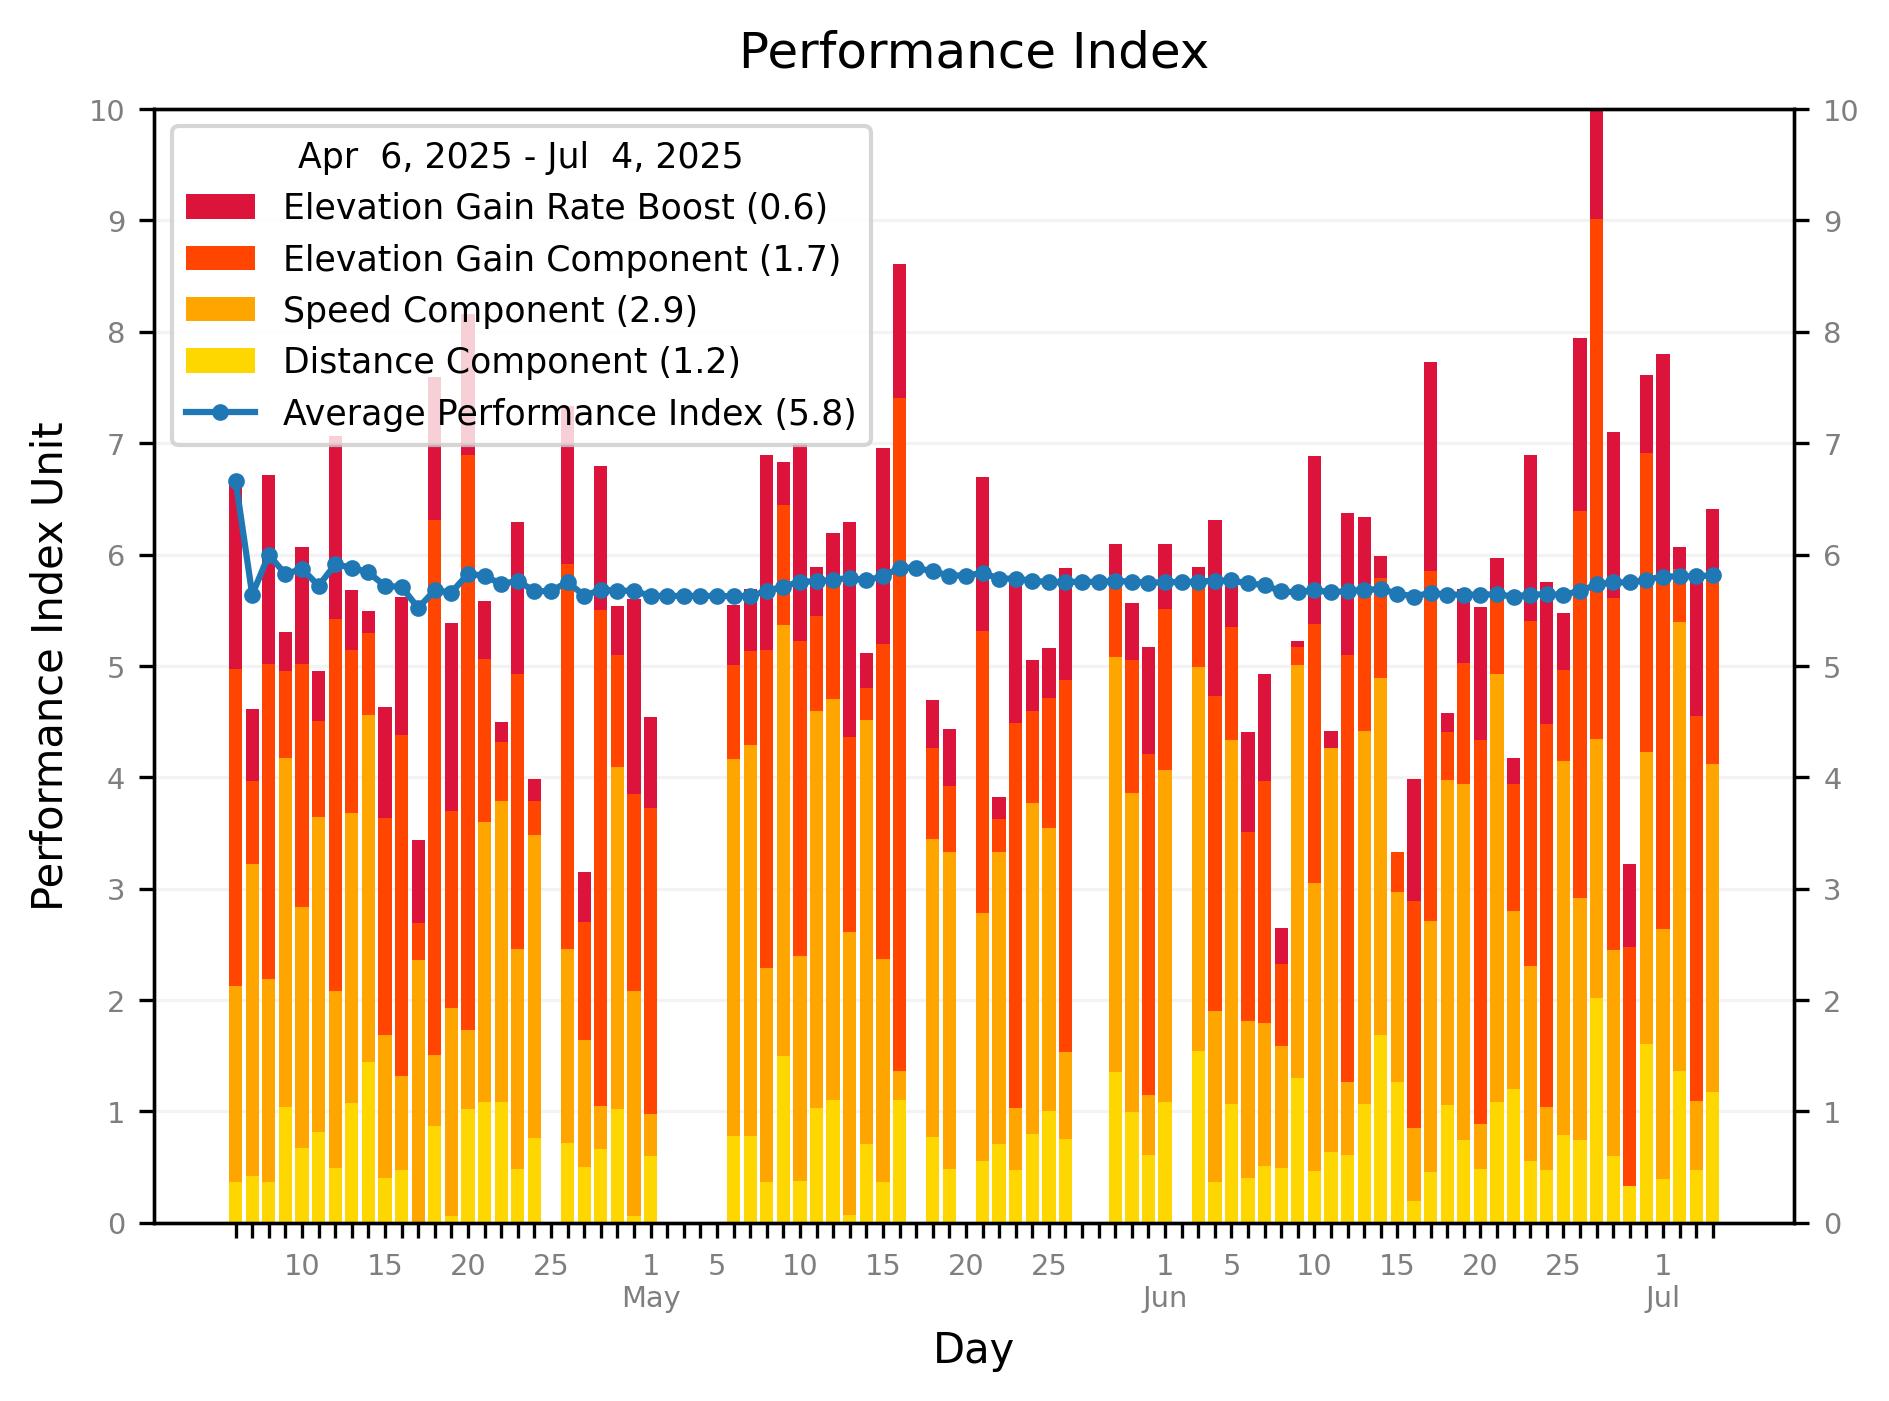 Performance Index
Apr  6, 2025 - Jul  4, 2025
Elevation Gain Rate Boost (0.6)
Elevation Gain Component (1.7)
Speed Component (2.9)
Distance Component (1.2)
Average Performance Index (5.8)
Performance Index Unit
10
9
8
7
6
5
4
3
2
1
0
10
9
8
7
6
5
4
3
2
1
0
10 15 20 25 1 5 10 15 20 25 1 5 10 15 20 25 1
May Jun Jul
Day